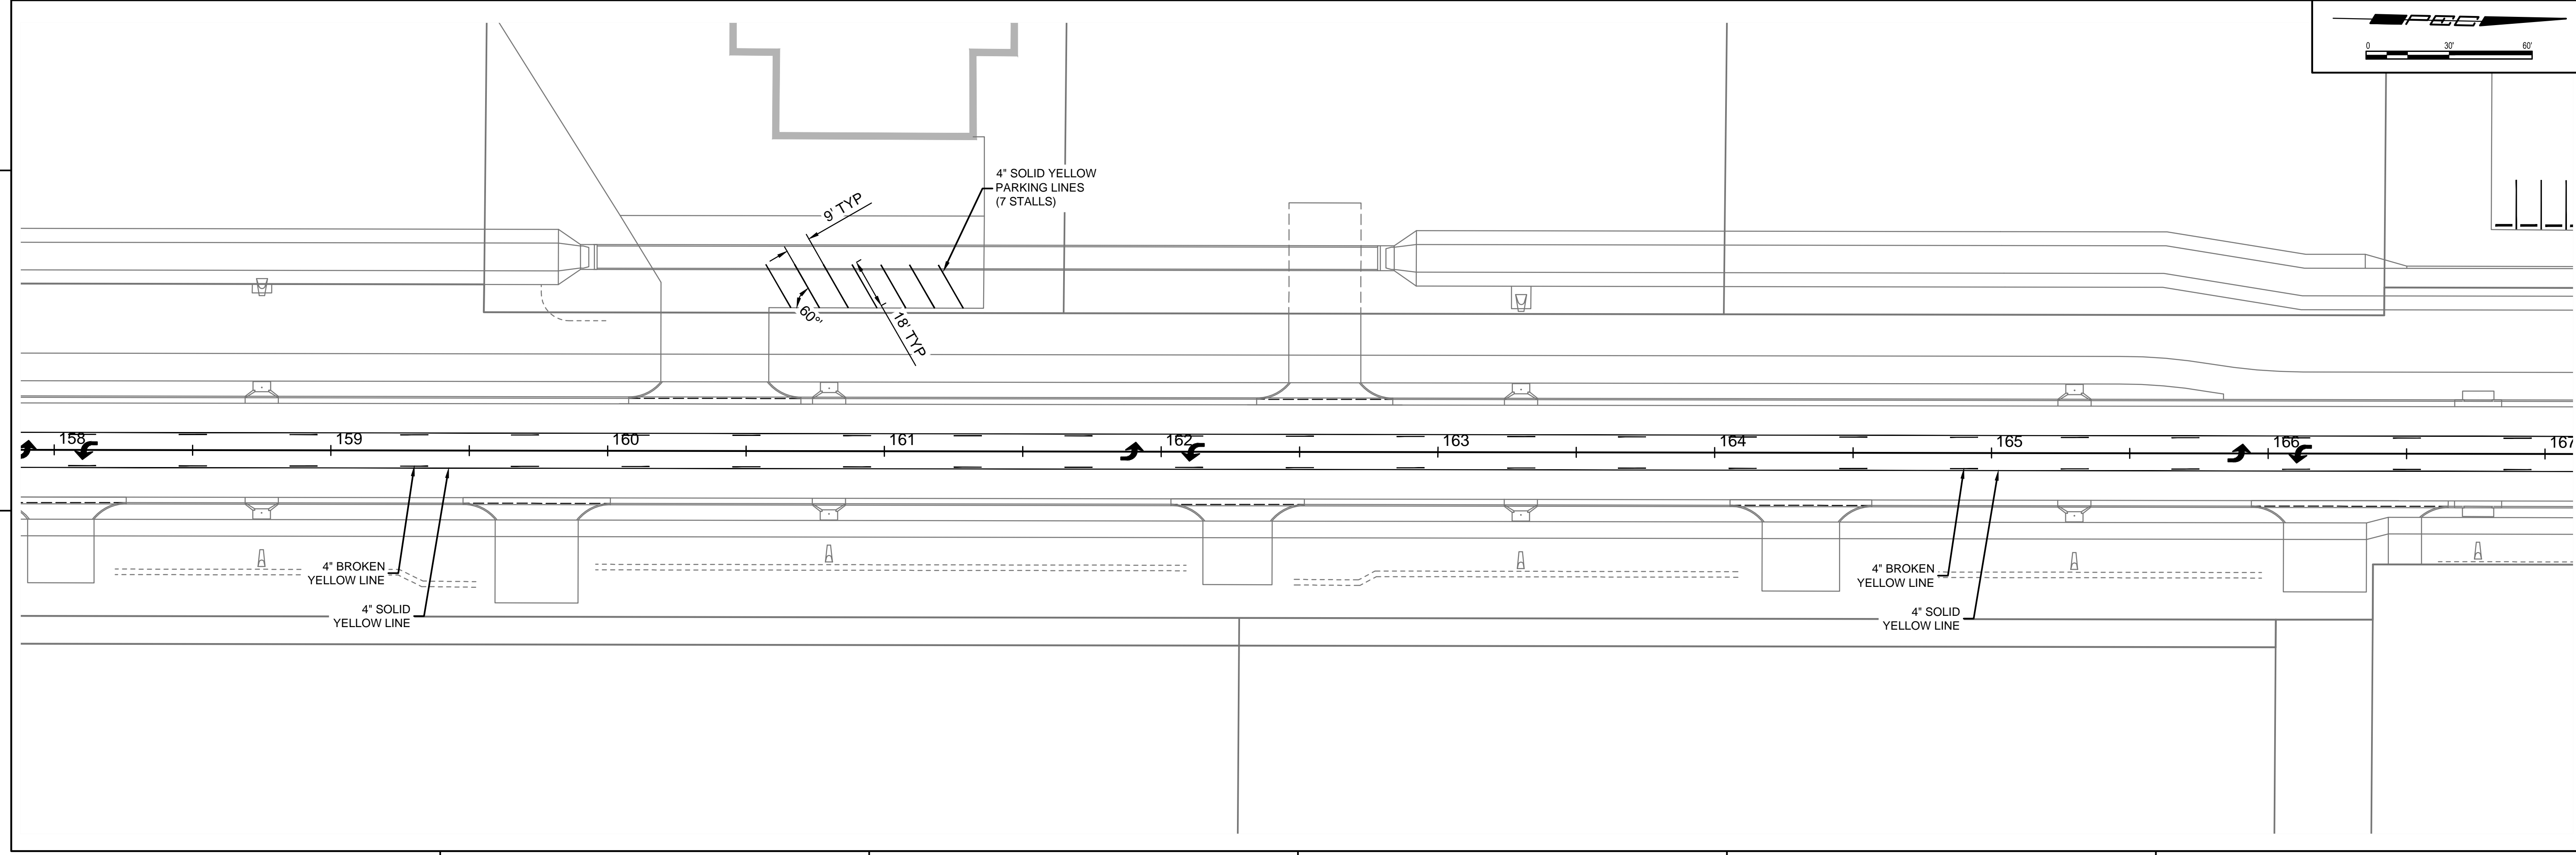 PEC
0 30' 60'
4" SOLID YELLOW
PARKING LINES
(7 STALLS)
9' TYP
60°'
18' TYP
158 159 160 161 162 163 164 165 166 167
4" BROKEN
YELLOW LINE
4" SOLID
YELLOW LINE
4" BROKEN
YELLOW LINE
4" SOLID
YELLOW LINE